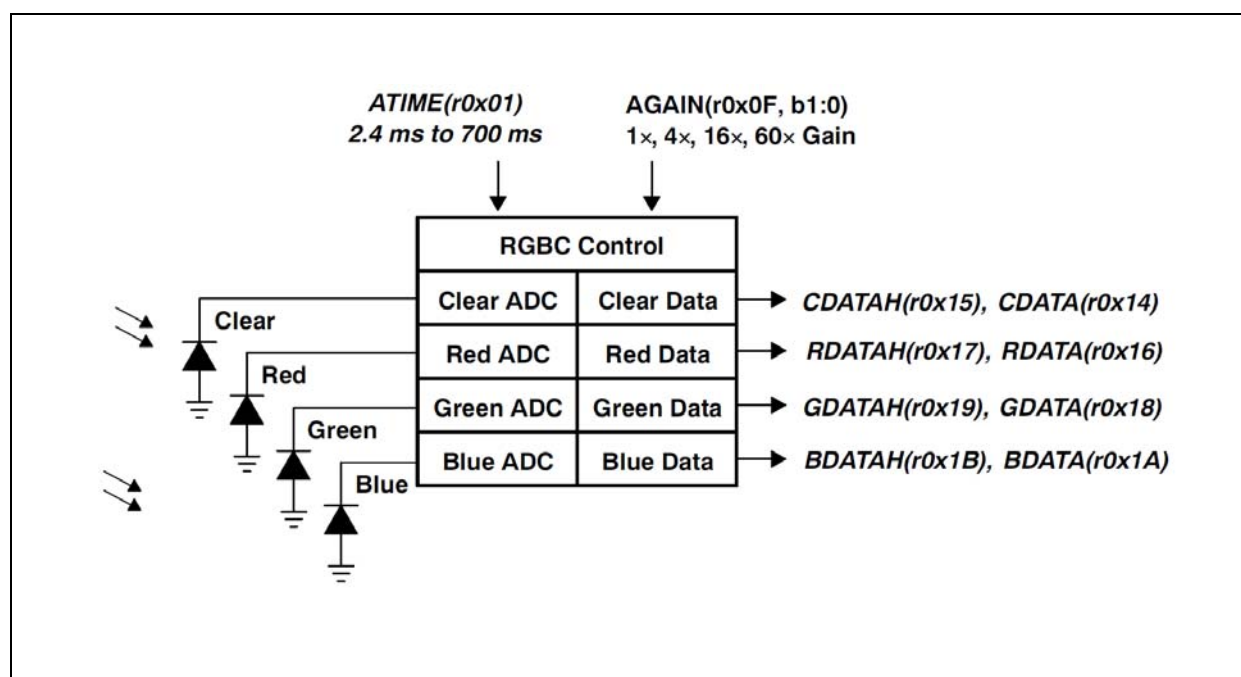 ATIME(r0x01)
2.4 ms to 700 ms
AGAIN(r0x0F, b1:0)
1×, 4×, 16×, 60× Gain
RGBC Control
Clear
Clear ADC
Clear Data
CDATAH(r0x15), CDATA(r0x14)
Red
Red ADC
Red Data
RDATAH(r0x17), RDATA(r0x16)
Green
Green ADC
Green Data
GDATAH(r0x19), GDATA(r0x18)
Blue
Blue ADC
Blue Data
BDATAH(r0x1B), BDATA(r0x1A)